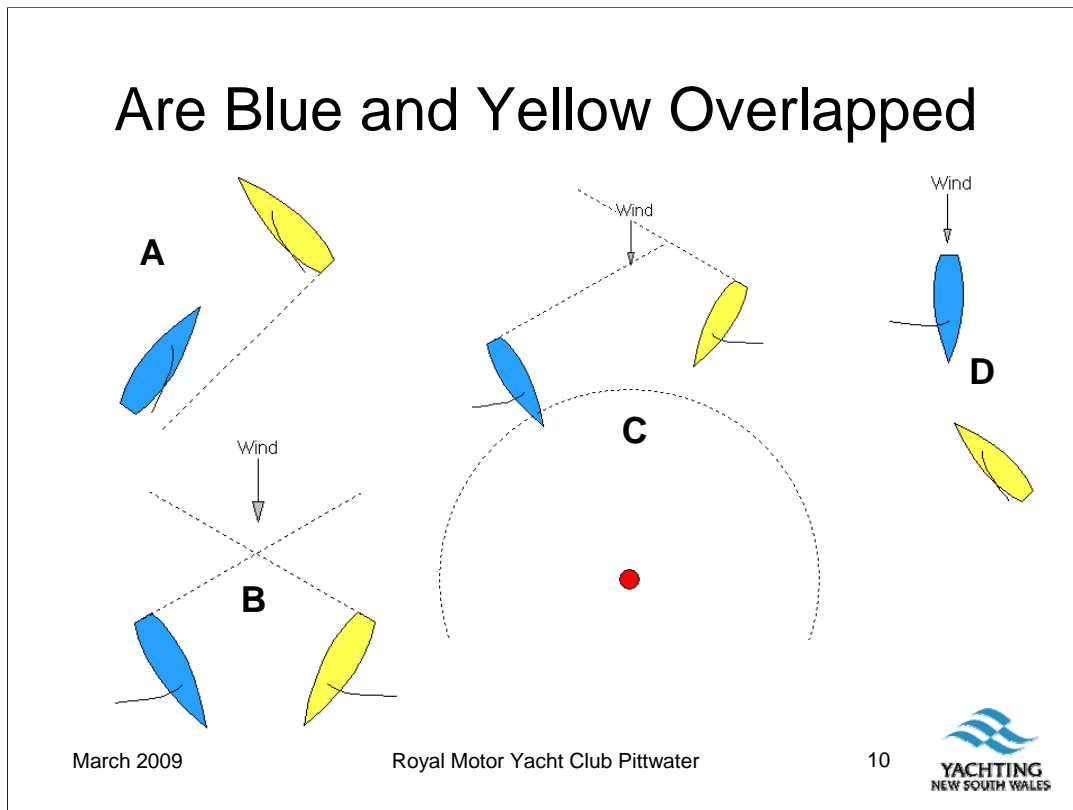 Are Blue and Yellow Overlapped
A
Wind
Wind
D
C
Wind
B
March 2009
Royal Motor Yacht Club Pittwater
10
YACHTING
NEW SOUTH WALES